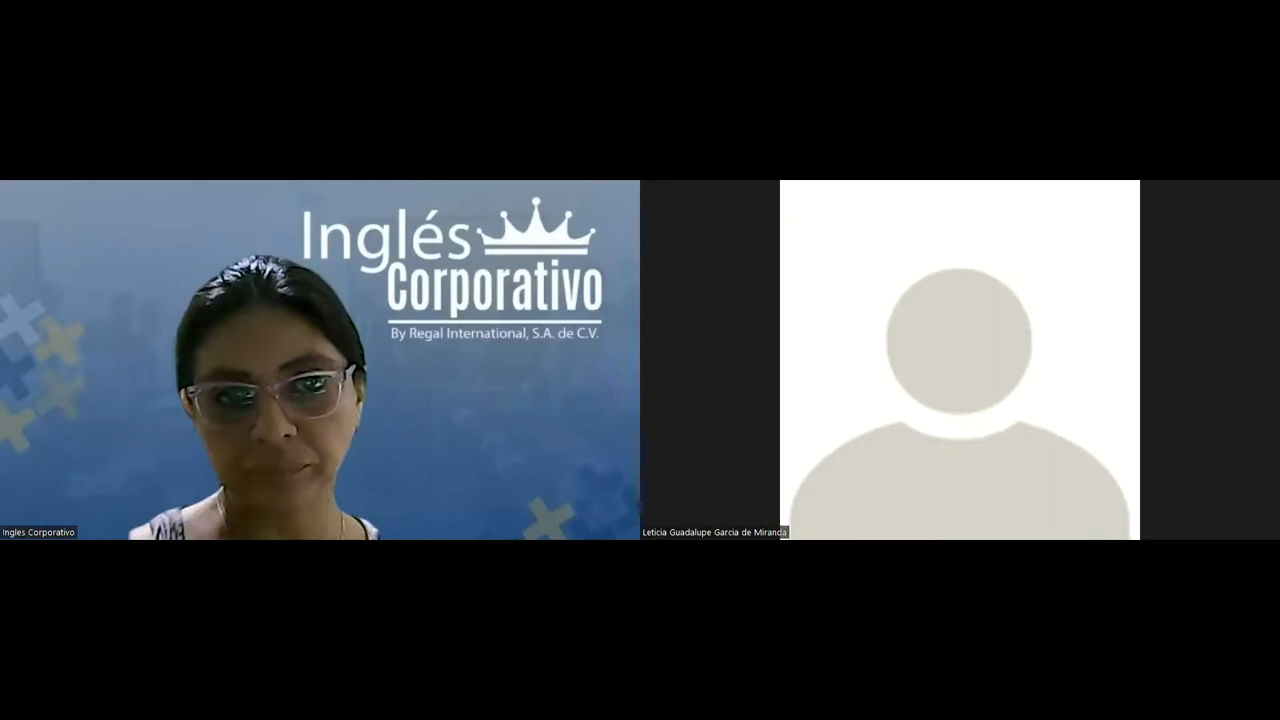 Inglés
Corporativo
By Regal International, S.A. de C.V.
Ingles Corporativo
Leticia Guadalupe Garcia de Miranda